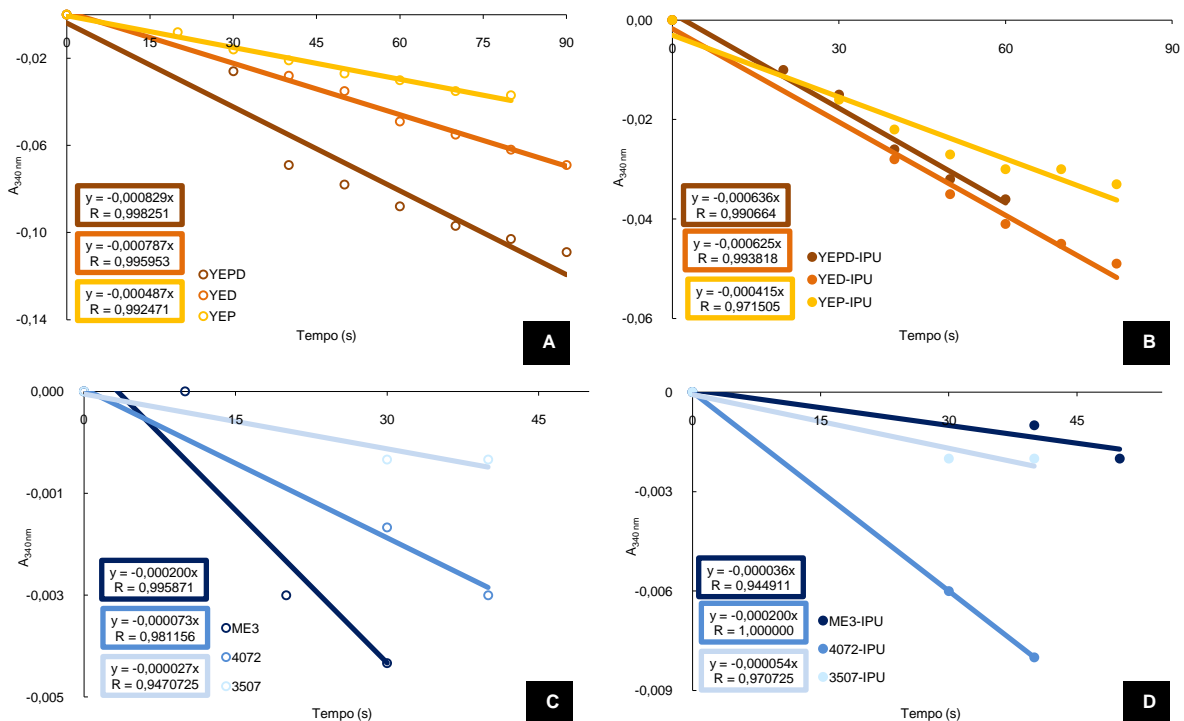 0 15 30 45 60 75 90
-0,02
-0,06
-0,10
-0,14
A340 nm
y = -0,000829x
R = 0,998251
y = -0,000787x
R = 0,995953
y = -0,000487x
R = 0,992471
YEPD
YED
YEP
Tempo (s)
A
0,00
-0,02
-0,04
-0,06
0 30 60 90
A340 nm
y = -0,000636x
R = 0,990664
y = -0,000625x
R = 0,993818
y = -0,000415x
R = 0,971505
YEPD-IPU
YED-IPU
YEP-IPU
Tempo (s)
B
0,000
-0,001
-0,003
-0,005
0 15 30 45
A340 nm
y = -0,000200x
R = 0,995871
y = -0,000073x
R = 0,981156
y = -0,000027x
R = 0,9470725
ME3
4072
3507
Tempo (s)
C
0
-0,003
-0,006
-0,009
0 15 30 45
A340 nm
y = -0,000036x
R = 0,944911
y = -0,000200x
R = 1,000000
y = -0,000054x
R = 0,970725
ME3-IPU
4072-IPU
3507-IPU
Tempo (s)
D